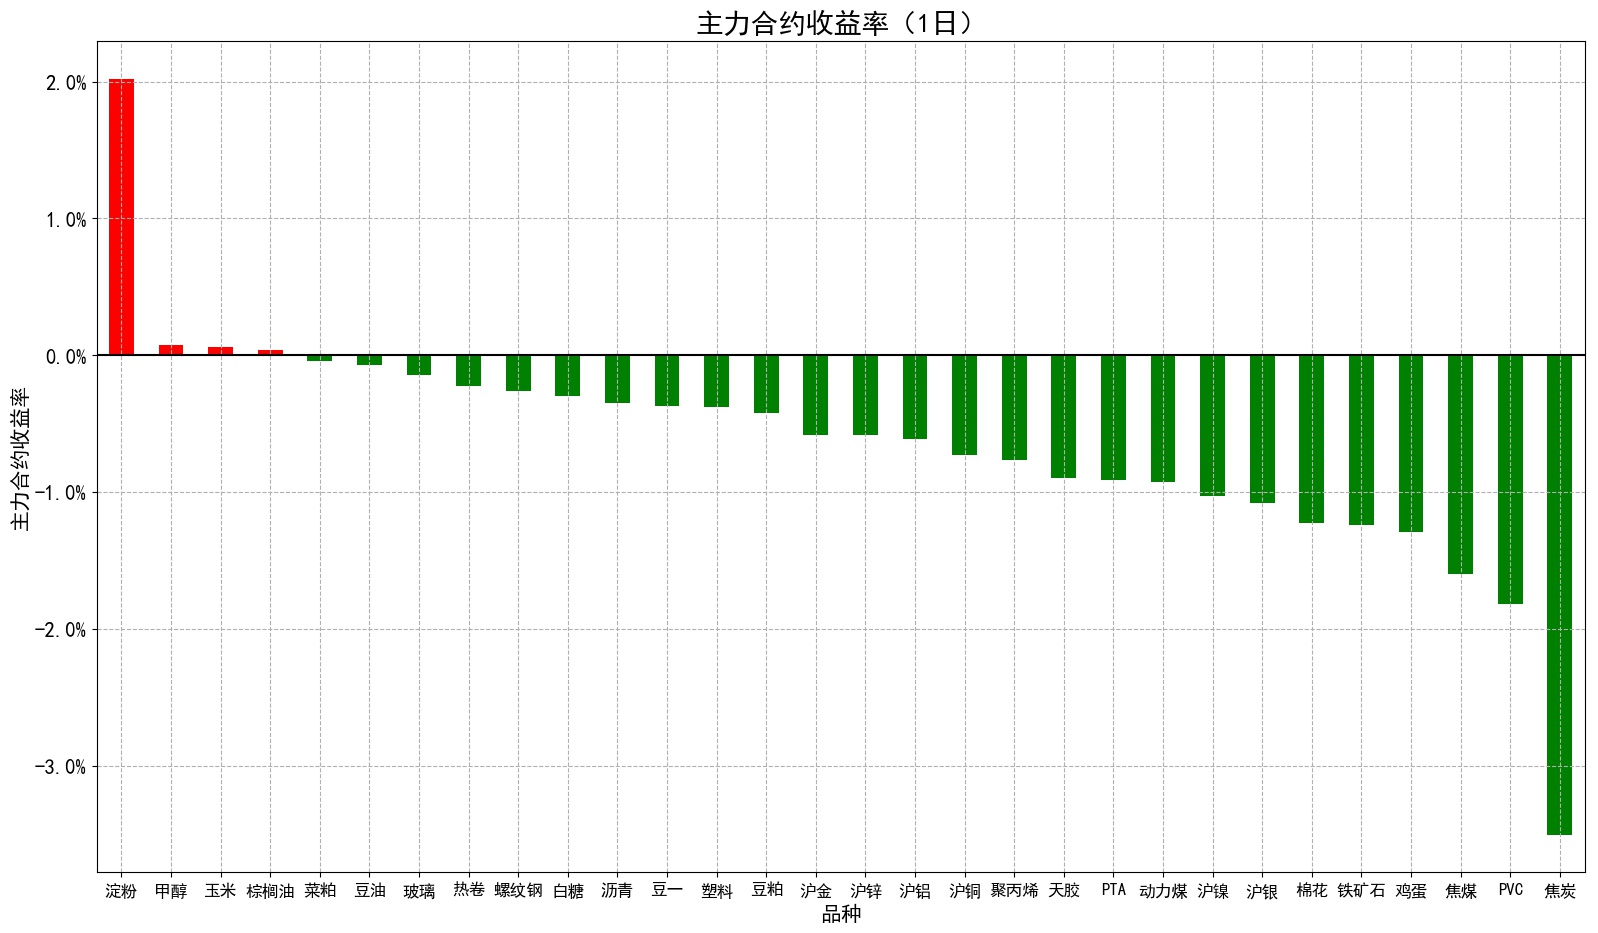 主力合约收益率（1日）
主力合约收益率
2.0%
1.0%
0.0%
−1.0%
−2.0%
−3.0%
淀粉 甲醇 玉米 棕榈油 菜粕 豆油 玻璃 热卷 螺纹钢 白糖 沥青 豆一 塑料 豆粕 沪金 沪锌 沪铝 沪铜 聚丙烯 天胶 PTA 动力煤 沪镍 沪银 棉花 铁矿石 鸡蛋 焦煤 PVC 焦炭
品种